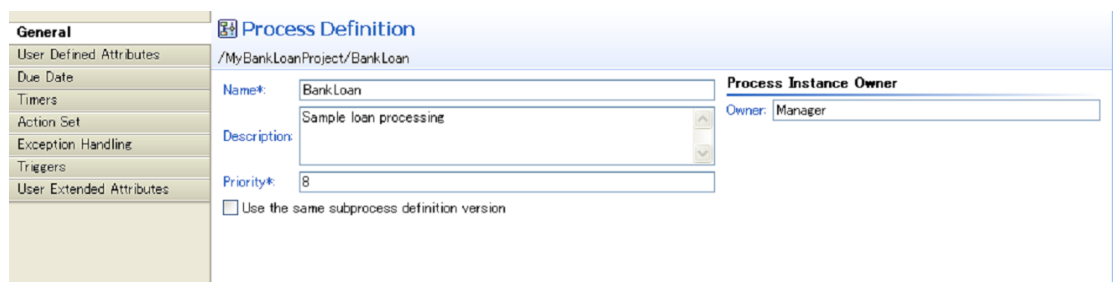 General
User Defined Attributes
Due Date
Timers
Action Set
Exception Handling
Triggers
User Extended Attributes
Process Definition
/MyBankLoanProject/BankLoan
Name*: BankLoan
Description: Sample loan processing
Priority*: 8
Use the same subprocess definition version
Process Instance Owner
Owner: Manager